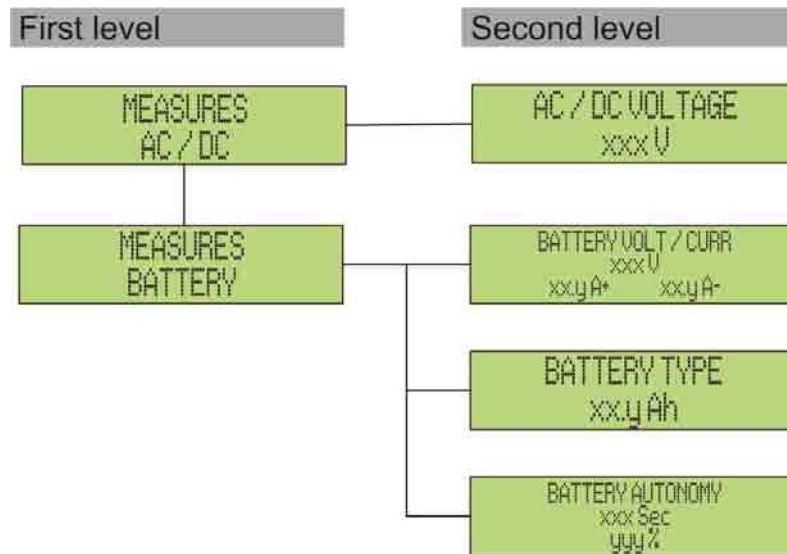 First level
Second level
MEASURES
AC / DC
AC / DC VOLTAGE
xxx V
MEASURES
BATTERY
BATTERY VOLT / CURR
xxx V
xx.y A+ xx.y A-
BATTERY TYPE
xx.y Ah
BATTERY AUTONOMY
xxx Sec
yyy %